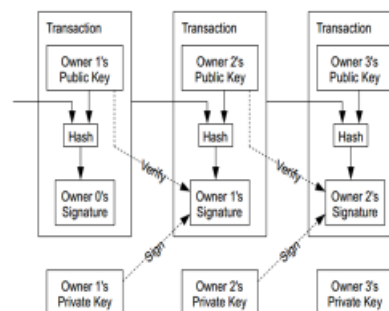 Transaction
Transaction
Transaction
Owner 1's
Public Key
Owner 2's
Public Key
Owner 3's
Public Key
Hash
Hash
Hash
Verify
Verify
Owner 0's
Signature
Owner 1's
Signature
Owner 2's
Signature
Sign
Sign
Owner 1's
Private Key
Owner 2's
Private Key
Owner 3's
Private Key